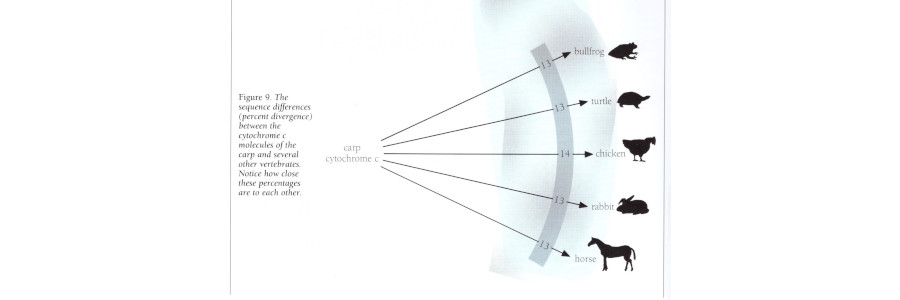 Figure 9. The
sequence differences
(percent divergence)
between the
cytochrome c
molecules of the
carp and several
other vertebrates.
Notice how close
these percentages
are to each other.
carp
cytochrome c
13
bullfrog
13
turtle
14
chicken
13
rabbit
13
horse